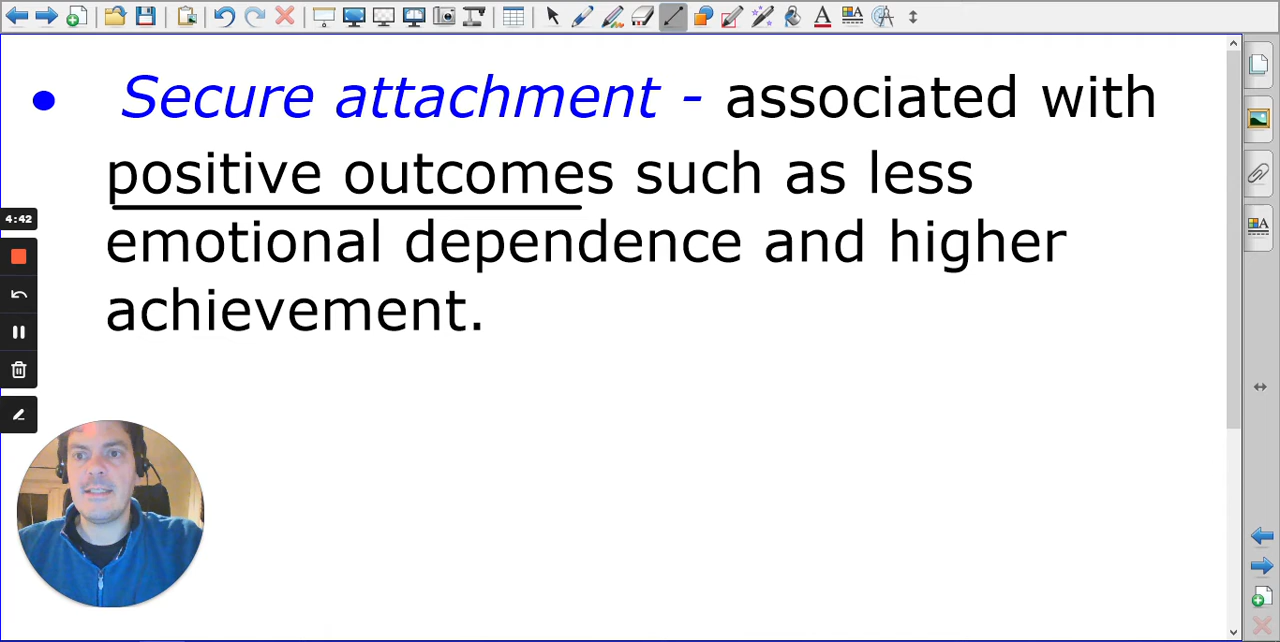 • Secure attachment - associated with
positive outcomes such as less
emotional dependence and higher
achievement.
4:42